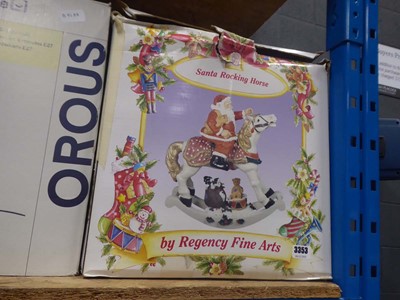 OROUS
Santa Rocking Horse
by Regency Fine Arts
3353